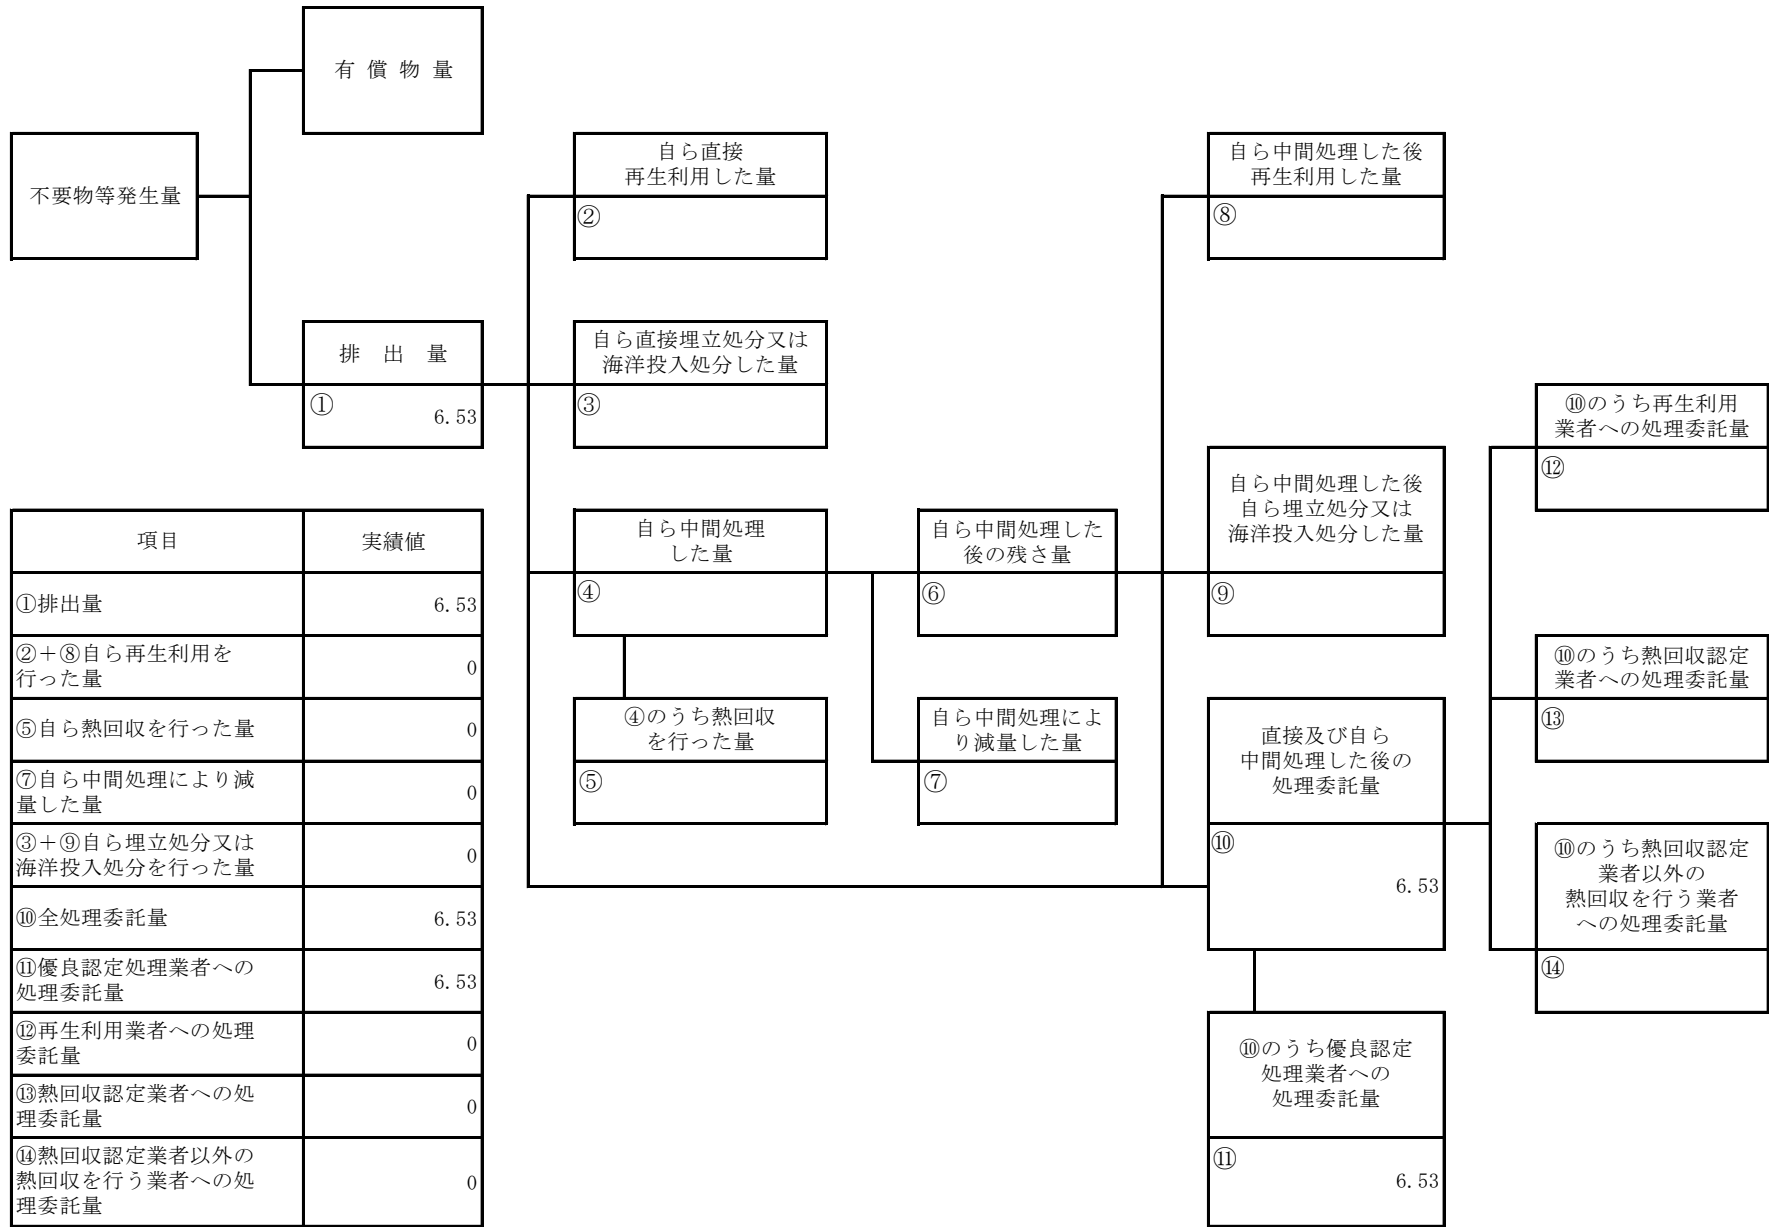 有 償 物 量
不要物等発生量
排 出 量
①
6.53
自ら直接
再生利用した量
②
自ら直接埋立処分又は
海洋投入処分した量
③
自ら中間処理
した量
④
④のうち熱回収
を行った量
⑤
自ら中間処理した
後の残さ量
⑥
自ら中間処理によ
り減量した量
⑦
自ら中間処理した後
再生利用した量
⑧
自ら中間処理した後
自ら埋立処分又は
海洋投入処分した量
⑨
直接及び自ら
中間処理した後の
処理委託量
⑩
6.53
⑩のうち優良認定
処理業者への
処理委託量
⑪
6.53
⑩のうち再生利用
業者への処理委託量
⑫
⑩のうち熱回収認定
業者への処理委託量
⑬
⑩のうち熱回収認定
業者以外の
熱回収を行う業者
への処理委託量
⑭
項目 実績値
①排出量 6.53
②+⑧自ら再生利用を
行った量 0
⑤自ら熱回収を行った量 0
⑦自ら中間処理により減
量した量 0
③+⑨自ら埋立処分又は
海洋投入処分を行った量 0
⑩全処理委託量 6.53
⑪優良認定処理業者への
処理委託量 6.53
⑫再生利用業者への処理
委託量 0
⑬熱回収認定業者への処
理委託量 0
⑭熱回収認定業者以外の
熱回収を行う業者への処
理委託量 0